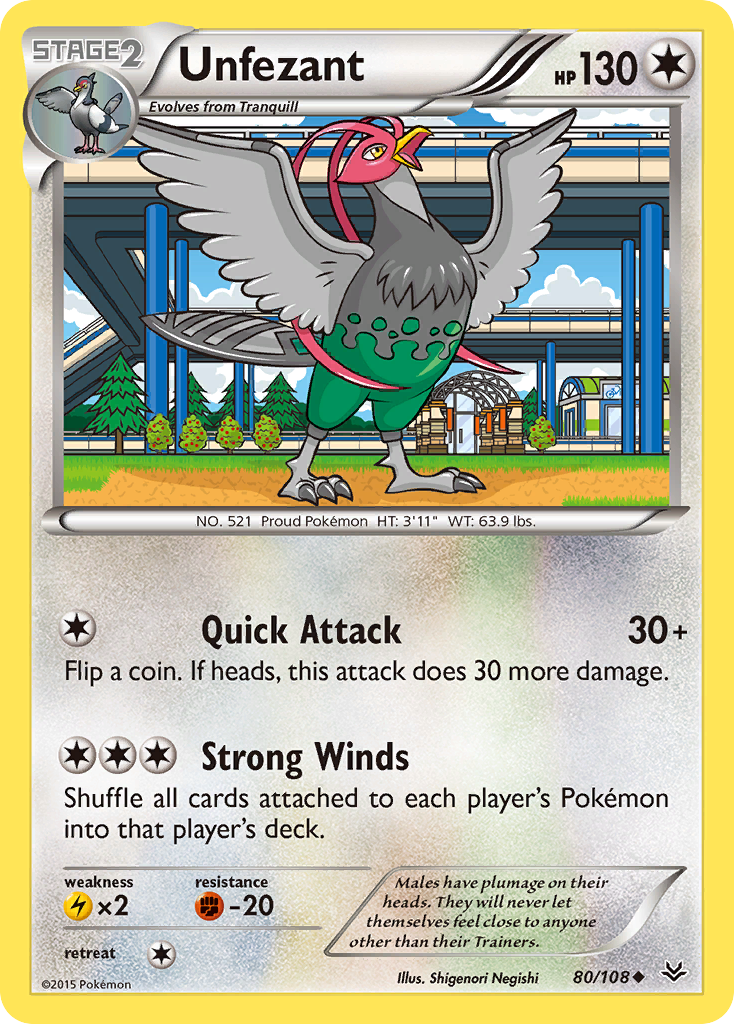 STAGE2
Unfezant
HP130
Evolves from Tranquill
NO. 521 Proud Pokémon HT: 3'11" WT: 63.9 lbs.
Quick Attack 30+
Flip a coin. If heads, this attack does 30 more damage.
Strong Winds
Shuffle all cards attached to each player's Pokémon
into that player's deck.
weakness resistance
×2 -20
retreat
Males have plumage on their
heads. They will never let
themselves feel close to anyone
other than their Trainers.
Illus. Shigenori Negishi 80/108
©2015 Pokémon